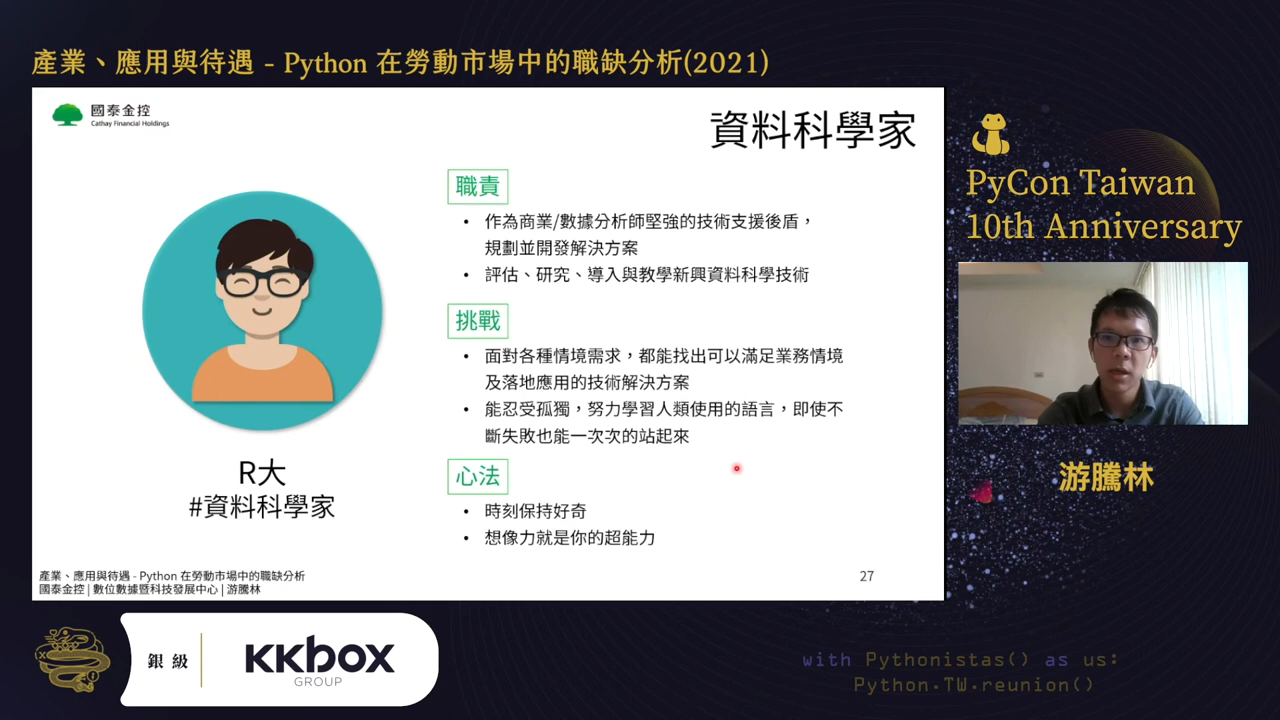 產業、應用與待遇 - Python 在勞動市場中的職缺分析(2021)
國泰金控
Cathay Financial Holdings
資料科學家
職責
• 作為商業/數據分析師堅強的技術支援後盾，
規劃並開發解決方案
• 評估、研究、導入與教學新興資料科學技術
挑戰
• 面對各種情境需求，都能找出可以滿足業務情境
及落地應用的技術解決方案
• 能忍受孤獨，努力學習人類使用的語言，即使不
斷失敗也能一次次的站起來
心法
• 時刻保持好奇
• 想像力就是你的超能力
R大
#資料科學家
產業、應用與待遇 - Python 在勞動市場中的職缺分析
國泰金控 | 數位數據暨科技發展中心 | 游騰林
27
PyCon Taiwan
10th Anniversary
游騰林
銀級
KKBOX
GROUP
with Pythonistas() as us:
Python.TW.reunion()